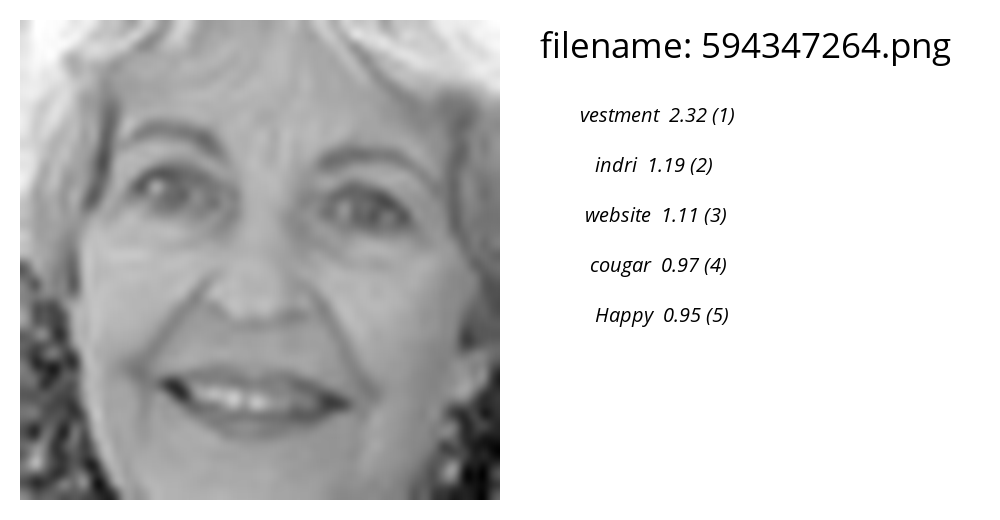 filename: 594347264.png
vestment 2.32 (1)
indri 1.19 (2)
website 1.11 (3)
cougar 0.97 (4)
Happy 0.95 (5)